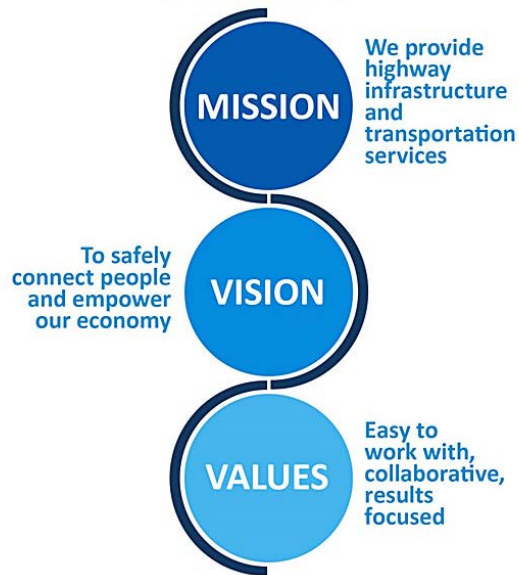 MISSION
We provide
highway
infrastructure
and
transportation
services
To safely
connect people
and empower
our economy
VISION
VALUES
Easy to
work with,
collaborative,
results
focused